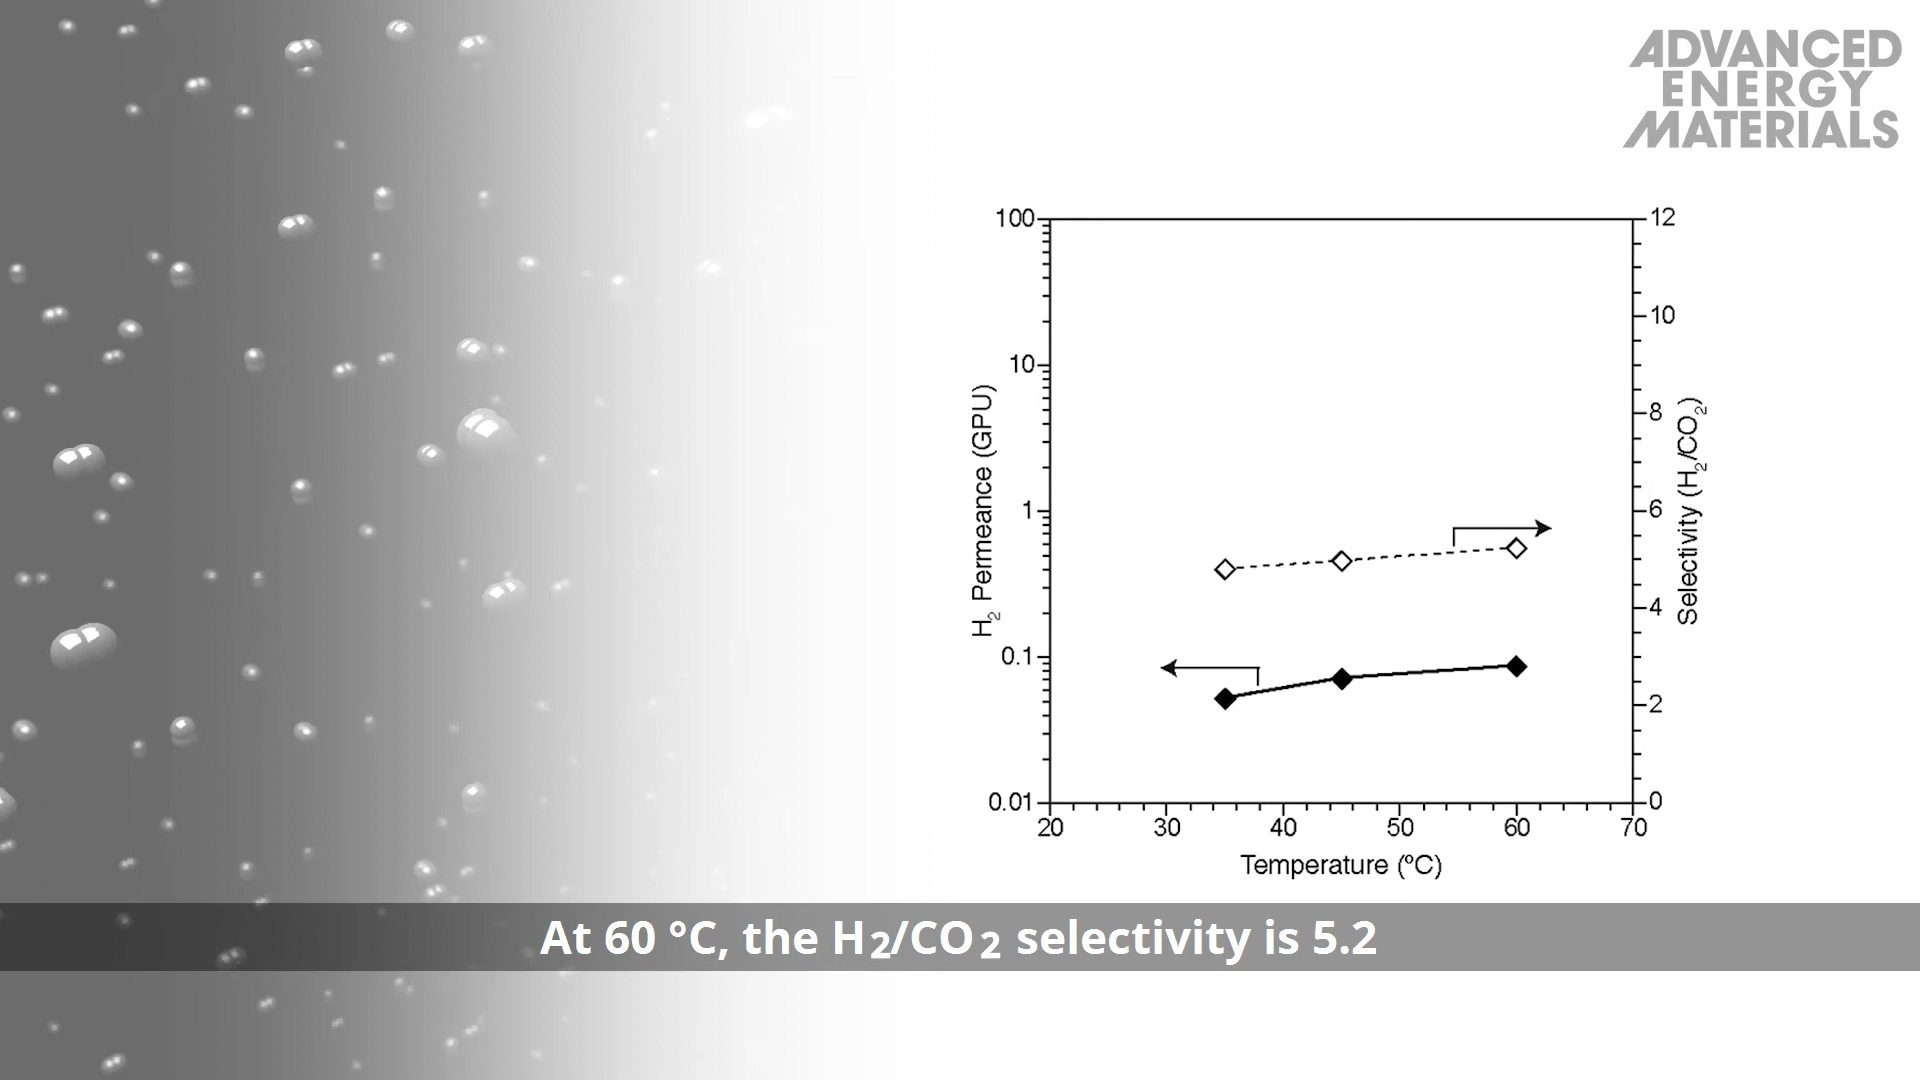 ADVANCED
ENERGY
MATERIALS
100
10
1
0.1
0.01
H₂ Permeance (GPU)
12
10
8
6
4
2
0
Selectivity (H₂/CO₂)
20 30 40 50 60 70
Temperature (ºC)
At 60 °C, the H₂/CO₂ selectivity is 5.2